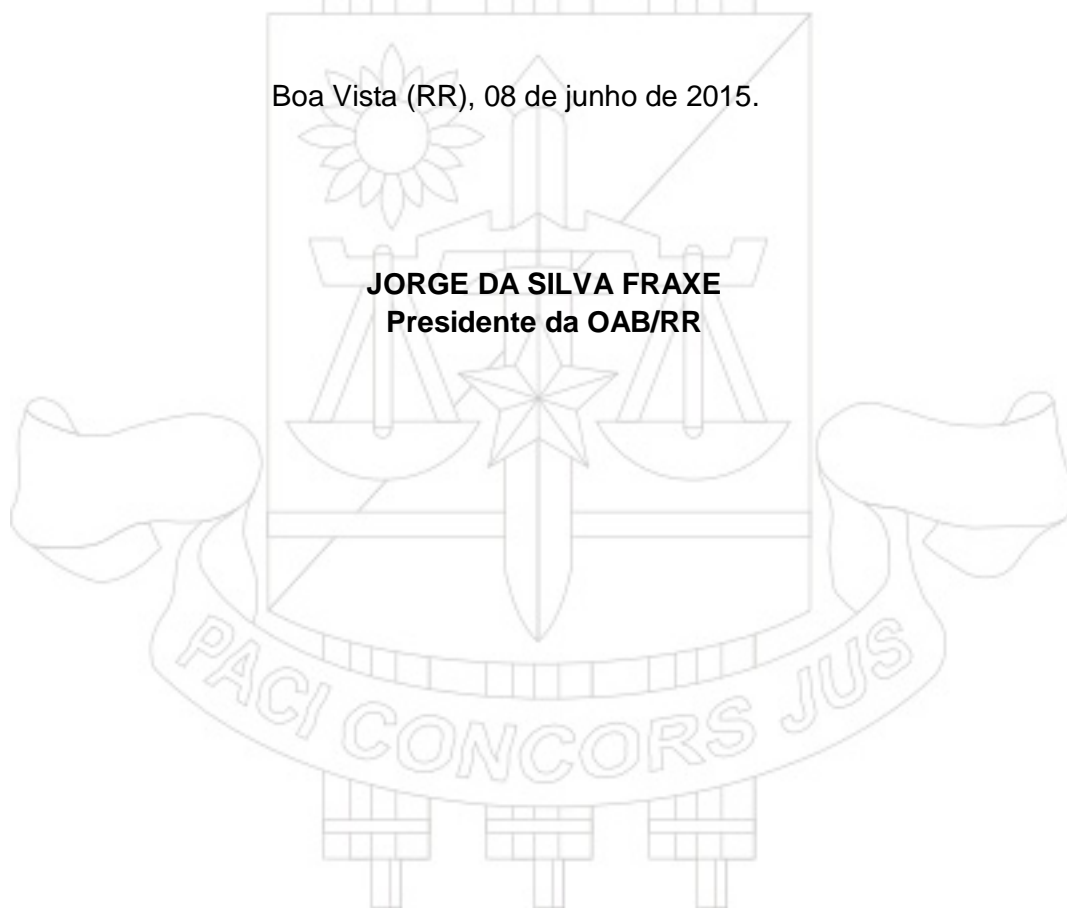 Boa Vista (RR), 08 de junho de 2015.
JORGE DA SILVA FRAXE
Presidente da OAB/RR
PACI CONCORS JUS